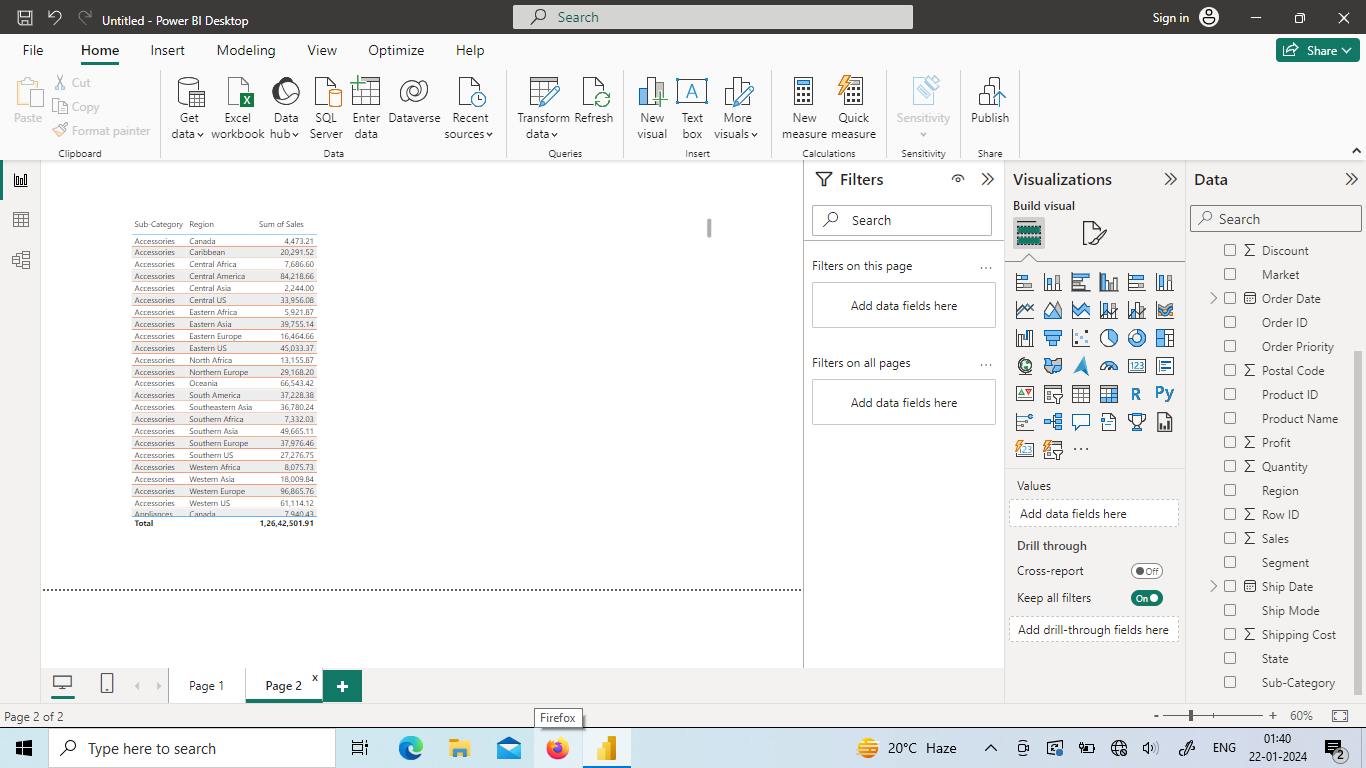 Untitled - Power BI Desktop
Search
Sign in
File Home Insert Modeling View Optimize Help
Share
Paste
Cut
Copy
Format painter
Clipboard
Get data
Excel workbook
Data hub
SQL Server
Enter data
Dataverse
Recent sources
Data
Transform data
Refresh
Queries
New visual
Text box
More visuals
Insert
New measure
Quick measure
Calculations
Sensitivity
Sensitivity
Publish
Share
Sub-Category Region Sum of Sales
Accessories Canada 4,473.21
Accessories Caribbean 20,291.52
Accessories Central Africa 7,686.60
Accessories Central America 84,218.66
Accessories Central Asia 2,244.00
Accessories Central US 33,956.08
Accessories Eastern Africa 5,921.87
Accessories Eastern Asia 39,755.14
Accessories Eastern Europe 16,464.66
Accessories Eastern US 45,033.37
Accessories North Africa 13,155.87
Accessories Northern Europe 29,168.20
Accessories Oceania 66,543.42
Accessories South America 37,228.38
Accessories Southeastern Asia 36,780.24
Accessories Southern Africa 7,332.03
Accessories Southern Asia 49,665.11
Accessories Southern Europe 37,976.46
Accessories Southern US 27,276.75
Accessories Western Africa 8,075.73
Accessories Western Asia 18,009.84
Accessories Western Europe 96,865.76
Accessories Western US 61,114.12
Appliances Canada 7,940.43
Total 1,26,42,501.91
Filters
Search
Filters on this page ...
Add data fields here
Filters on all pages ...
Add data fields here
Visualizations
Build visual
123
R Py
123
...
Values
Add data fields here
Drill through
Cross-report Off
Keep all filters On
Add drill-through fields here
Data
Search
Discount
Market
Order Date
Order ID
Order Priority
Postal Code
Product ID
Product Name
Profit
Quantity
Region
Row ID
Sales
Segment
Ship Date
Ship Mode
Shipping Cost
State
Sub-Category
Page 1
Page 2 x
+
Page 2 of 2
Firefox
- + 60%
Type here to search
20°C Haze
ENG
01:40
22-01-2024
2